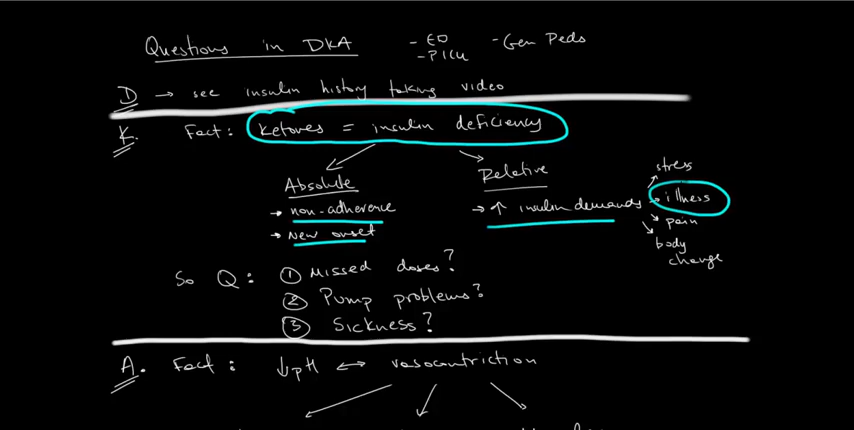 Questions in DKA - ED - Gen Peds
- PICU
D → see insulin history taking video
K. Fact: ketones = insulin deficiency
Absolute
→ non-adherence
→ New onset
Relative
→ ↑ insulin demands
stress
→ illness
pain
body
change
So Q: ① Missed doses?
② Pump problems?
③ Sickness?
A. Fact: ↓pH ↔ vasocontriction